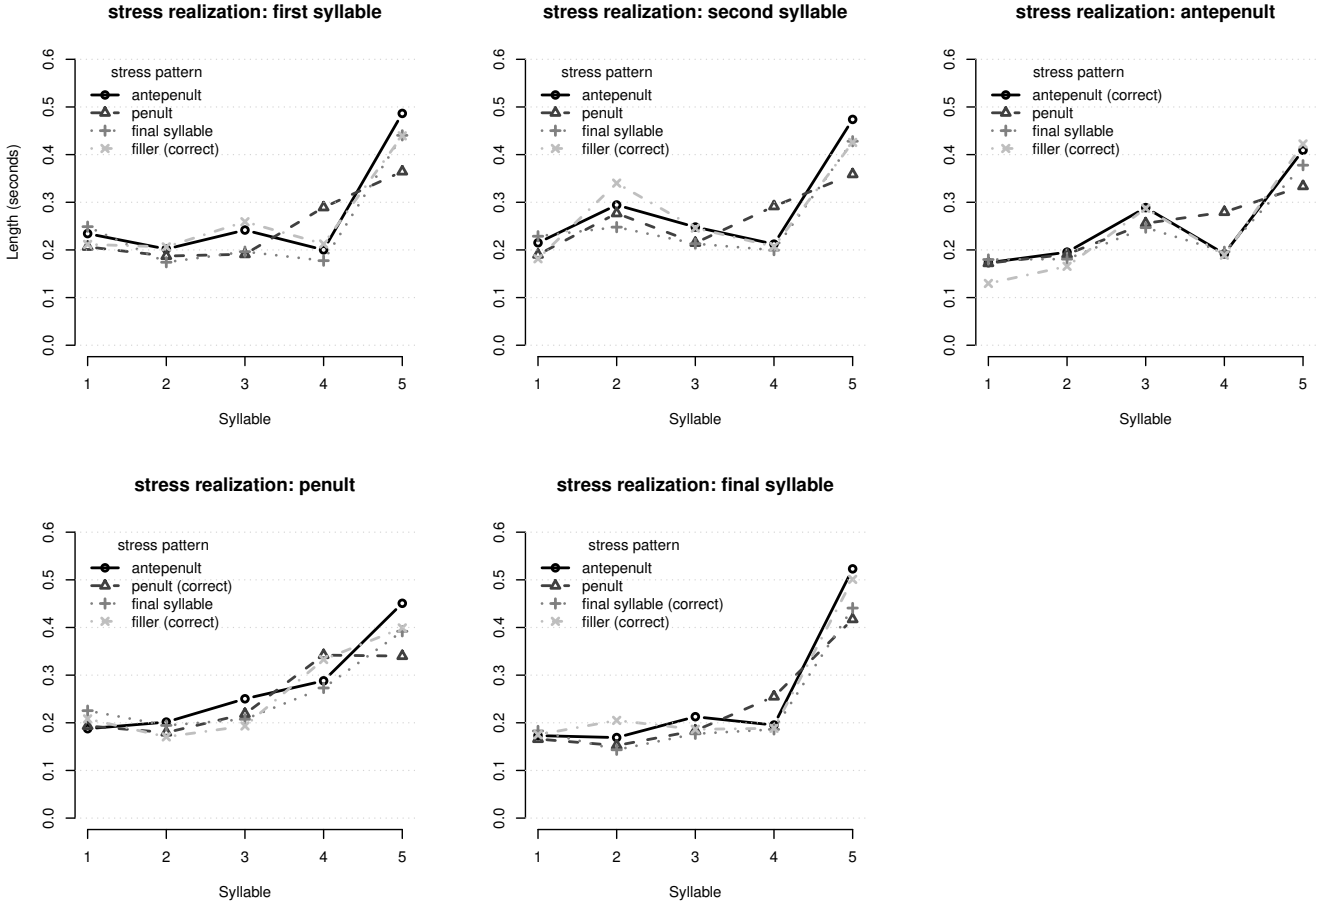 stress realization: first syllable
Length (seconds)
0.6
0.5
0.4
0.3
0.2
0.1
0.0
stress pattern
antepenult
penult
final syllable
filler (correct)
1 2 3 4 5
Syllable
stress realization: second syllable
0.6
0.5
0.4
0.3
0.2
0.1
0.0
stress pattern
antepenult
penult
final syllable
filler (correct)
1 2 3 4 5
Syllable
stress realization: antepenult
0.6
0.5
0.4
0.3
0.2
0.1
0.0
stress pattern
antepenult (correct)
penult
final syllable
filler (correct)
1 2 3 4 5
Syllable
stress realization: penult
0.6
0.5
0.4
0.3
0.2
0.1
0.0
stress pattern
antepenult
penult (correct)
final syllable
filler (correct)
1 2 3 4 5
Syllable
stress realization: final syllable
0.6
0.5
0.4
0.3
0.2
0.1
0.0
stress pattern
antepenult
penult
final syllable (correct)
filler (correct)
1 2 3 4 5
Syllable